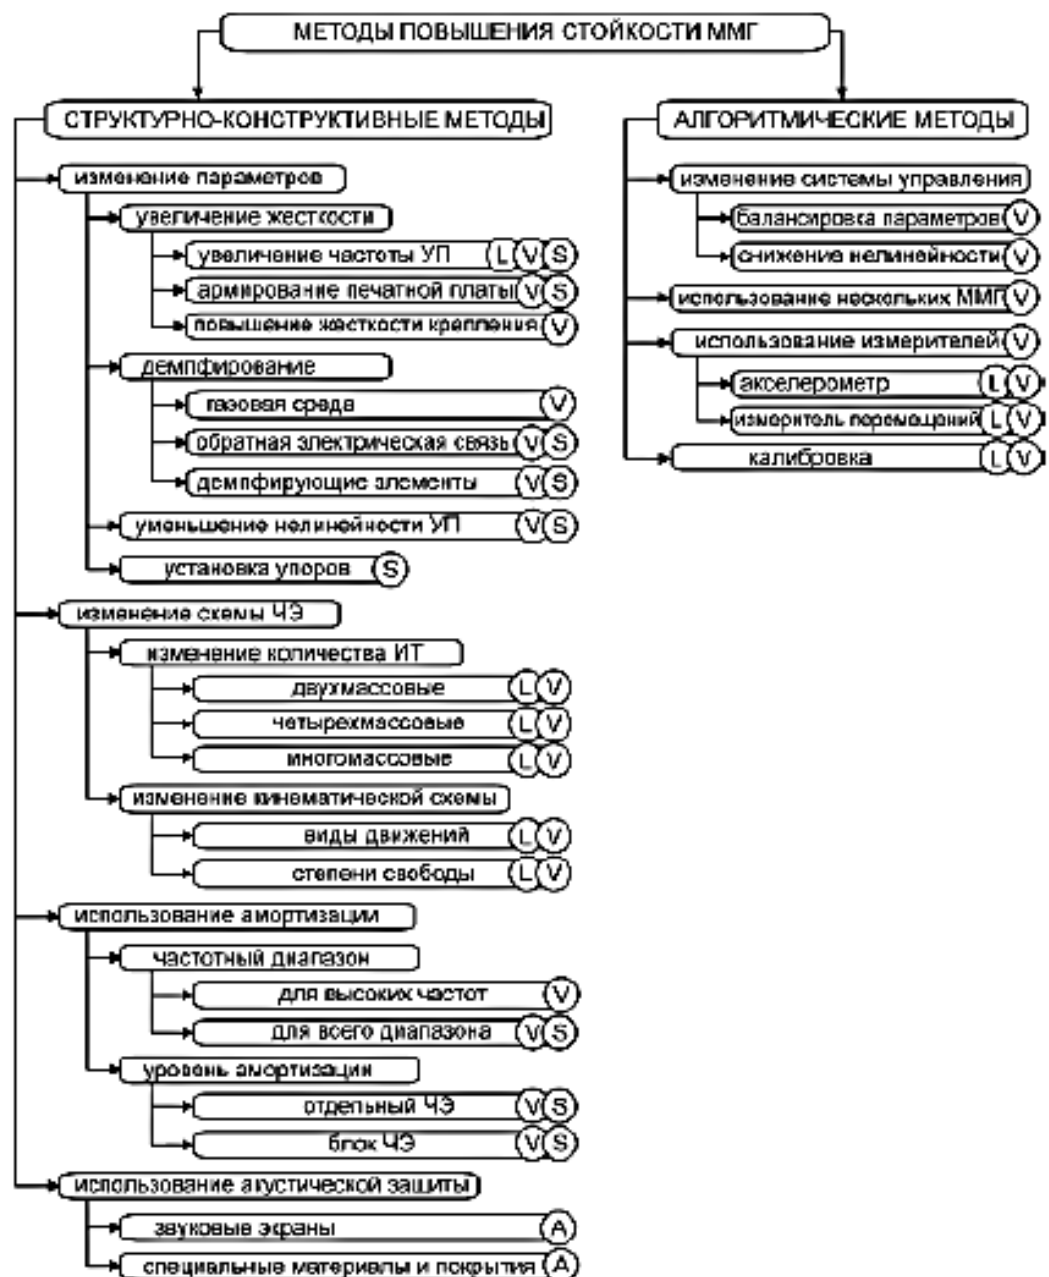 МЕТОДЫ ПОВЫШЕНИЯ СТОЙКОСТИ ММГ
СТРУКТУРНО-КОНСТРУКТИВНЫЕ МЕТОДЫ
изменение параметров
увеличение жесткости
увеличение частоты УП L V S
армирование печатной платы V S
повышение жесткости крепления V
демпфирование
газовая среда V
обратная электрическая связь V S
демпфирующие элементы V S
уменьшение нелинейности УП V S
установка упоров S
изменение схемы ЧЭ
изменение количества ИТ
двухмассовые L V
четырехмассовые L V
многомассовые L V
изменение кинематической схемы
виды движений L V
степени свободы L V
использование амортизации
частотный диапазон
для высоких частот V
для всего диапазона V S
уровень амортизации
отдельный ЧЭ V S
блок ЧЭ V S
использование акустической защиты
звуковые экраны A
специальные материалы и покрытия A
АЛГОРИТМИЧЕСКИЕ МЕТОДЫ
изменение системы управления
балансировка параметров V
снижение нелинейности V
использование нескольких ММГ V
использование измерителей V
акселерометр L V
измеритель перемещений L V
калибровка L V